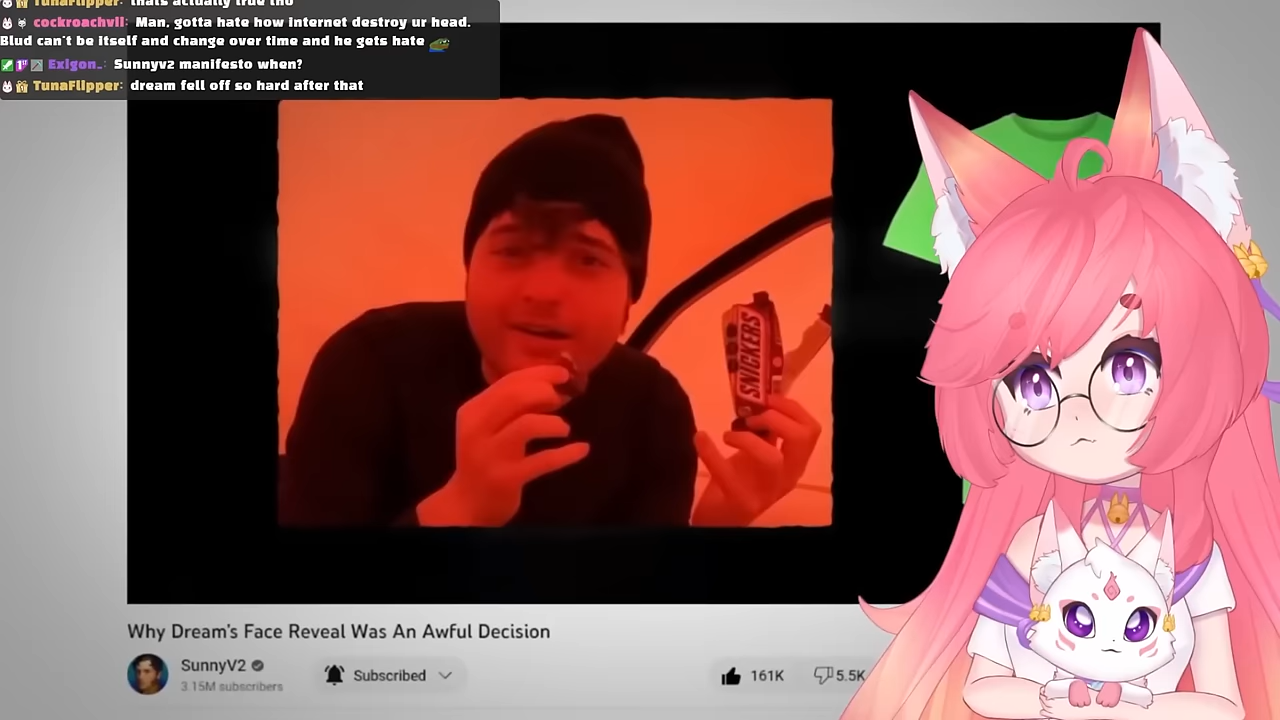 TunaFlipper: thats actually true tho
cockroachvii: Man, gotta hate how internet destroy ur head.
Blud can't be itself and change over time and he gets hate
Exigon_: Sunnyv2 manifesto when?
TunaFlipper: dream fell off so hard after that
SNICKERS
Why Dream's Face Reveal Was An Awful Decision
SunnyV2
3.15M subscribers
Subscribed
161K
5.5K